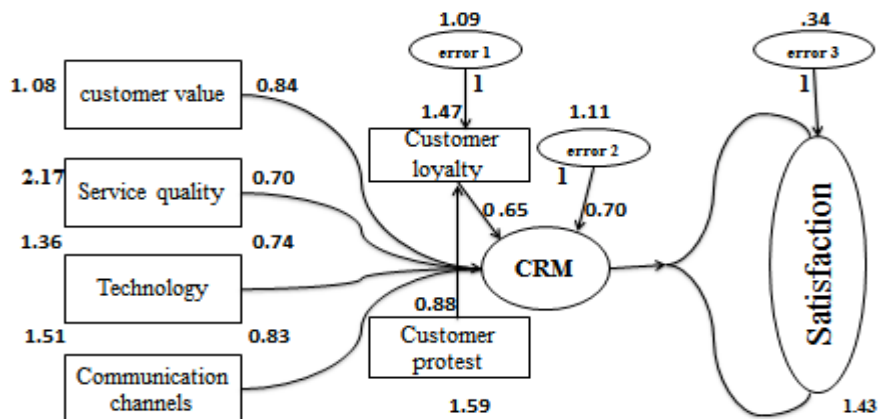 1.09
.34
error 1
error 3
1. 08
customer value
0.84
1
1
1.47
1.11
Customer
loyalty
error 2
2.17
Service quality
0.70
1
0 .65
0.70
1.36
0.74
CRM
Technology
Satisfaction
0.88
1.51
0.83
Customer
protest
Communication
channels
1.59
1.43